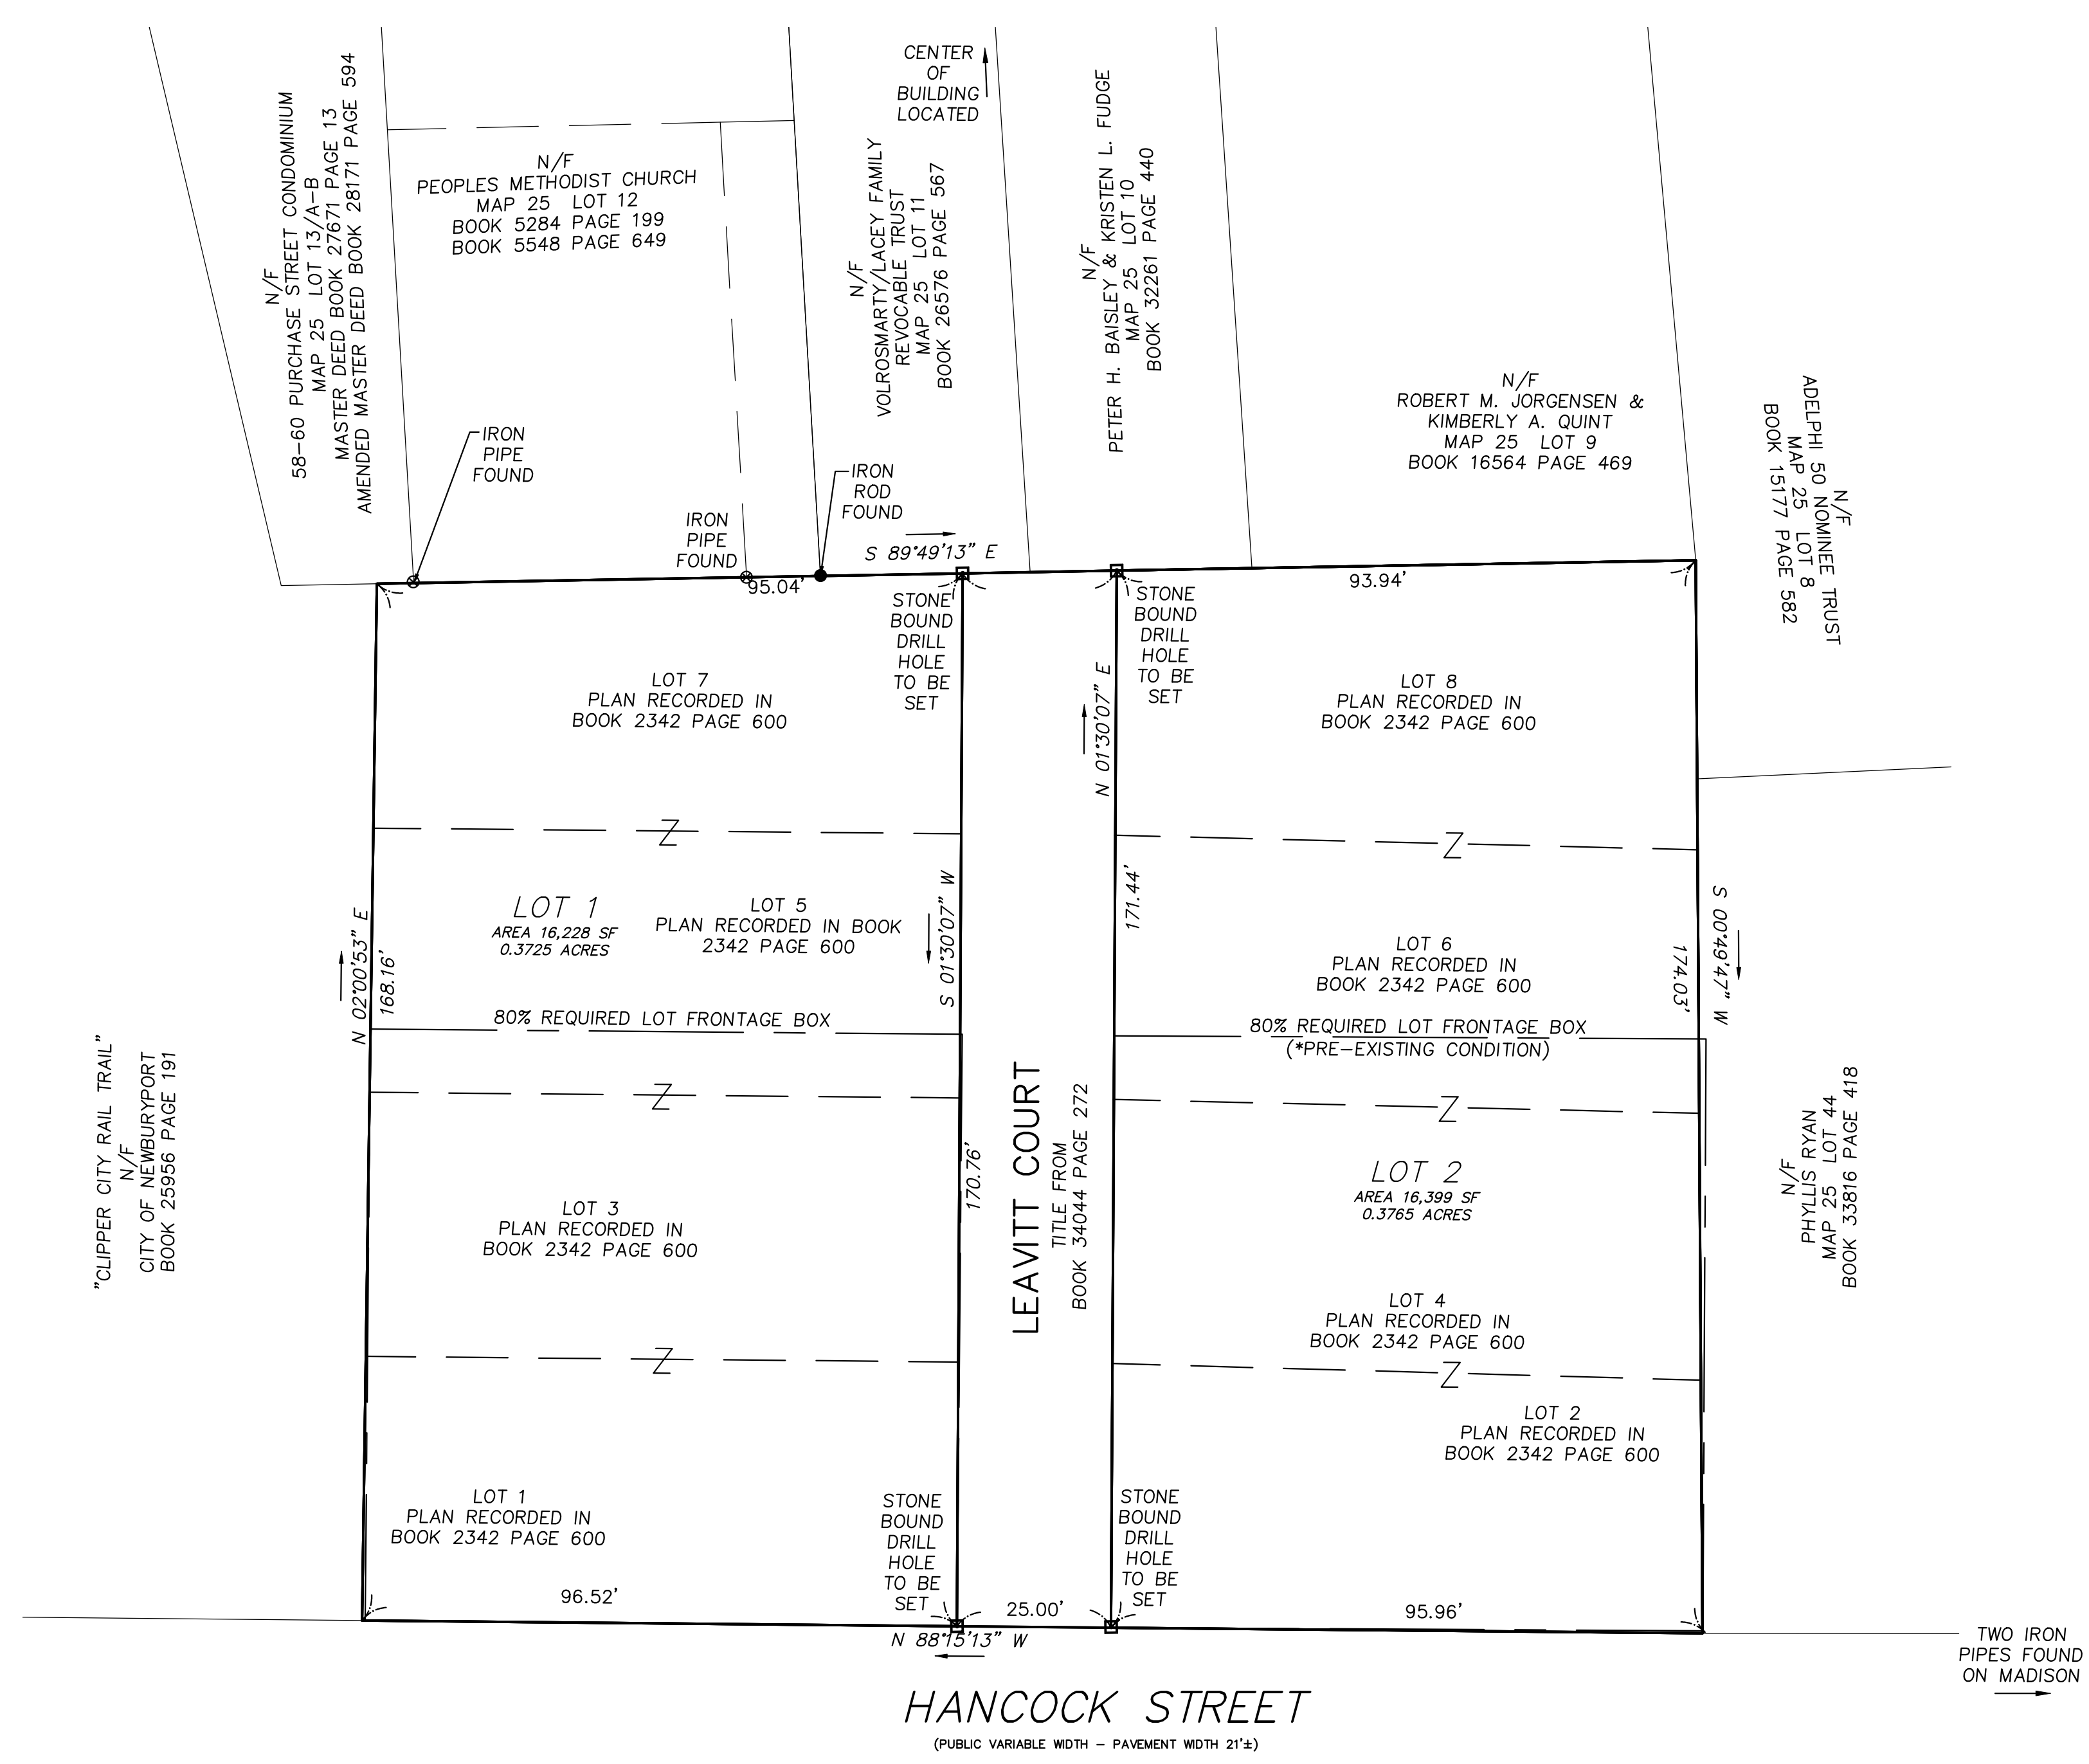 N/F
58-60 PURCHASE STREET CONDOMINIUM
MAP 25 LOT 13/A-B
MASTER DEED BOOK 27671 PAGE 13
AMENDED MASTER DEED BOOK 28171 PAGE 594
N/F
PEOPLES METHODIST CHURCH
MAP 25 LOT 12
BOOK 5284 PAGE 199
BOOK 5548 PAGE 649
CENTER
OF
BUILDING
LOCATED
N/F
VOLROSMARTY/LACEY FAMILY
REVOCABLE TRUST
MAP 25 LOT 11
BOOK 26576 PAGE 567
N/F
PETER H. BAISLEY & KRISTEN L. FUDGE
MAP 25 LOT 10
BOOK 32261 PAGE 440
N/F
ROBERT M. JORGENSEN &
KIMBERLY A. QUINT
MAP 25 LOT 9
BOOK 16564 PAGE 469
N/F
ADELPHI 50 NOMINEE TRUST
MAP 25 LOT 8
BOOK 15177 PAGE 582
IRON
PIPE
FOUND
IRON
PIPE
FOUND
IRON
ROD
FOUND
S 89°49'13" E
95.04'
93.94'
STONE
BOUND
DRILL
HOLE
TO BE
SET
STONE
BOUND
DRILL
HOLE
TO BE
SET
LOT 7
PLAN RECORDED IN
BOOK 2342 PAGE 600
N 01°30'07" E
LOT 8
PLAN RECORDED IN
BOOK 2342 PAGE 600
Z
Z
N 02°00'53" E
168.16'
LOT 1
AREA 16,228 SF
0.3725 ACRES
LOT 5
PLAN RECORDED IN BOOK
2342 PAGE 600
S 01°30'07" W
171.44'
LOT 6
PLAN RECORDED IN
BOOK 2342 PAGE 600
174.03'
S 00°49'47" W
80% REQUIRED LOT FRONTAGE BOX
80% REQUIRED LOT FRONTAGE BOX
(*PRE-EXISTING CONDITION)
Z
Z
"CLIPPER CITY RAIL TRAIL"
N/F
CITY OF NEWBURYPORT
BOOK 25956 PAGE 191
LOT 3
PLAN RECORDED IN
BOOK 2342 PAGE 600
170.76'
LEAVITT COURT
TITLE FROM
BOOK 34044 PAGE 272
LOT 2
AREA 16,399 SF
0.3765 ACRES
N/F
PHYLLIS RYAN
MAP 25 LOT 44
BOOK 33816 PAGE 418
LOT 4
PLAN RECORDED IN
BOOK 2342 PAGE 600
Z
Z
LOT 2
PLAN RECORDED IN
BOOK 2342 PAGE 600
LOT 1
PLAN RECORDED IN
BOOK 2342 PAGE 600
STONE
BOUND
DRILL
HOLE
TO BE
SET
STONE
BOUND
DRILL
HOLE
TO BE
SET
96.52'
25.00'
95.96'
N 88°15'13" W
TWO IRON
PIPES FOUND
ON MADISON
HANCOCK STREET
(PUBLIC VARIABLE WIDTH - PAVEMENT WIDTH 21'±)